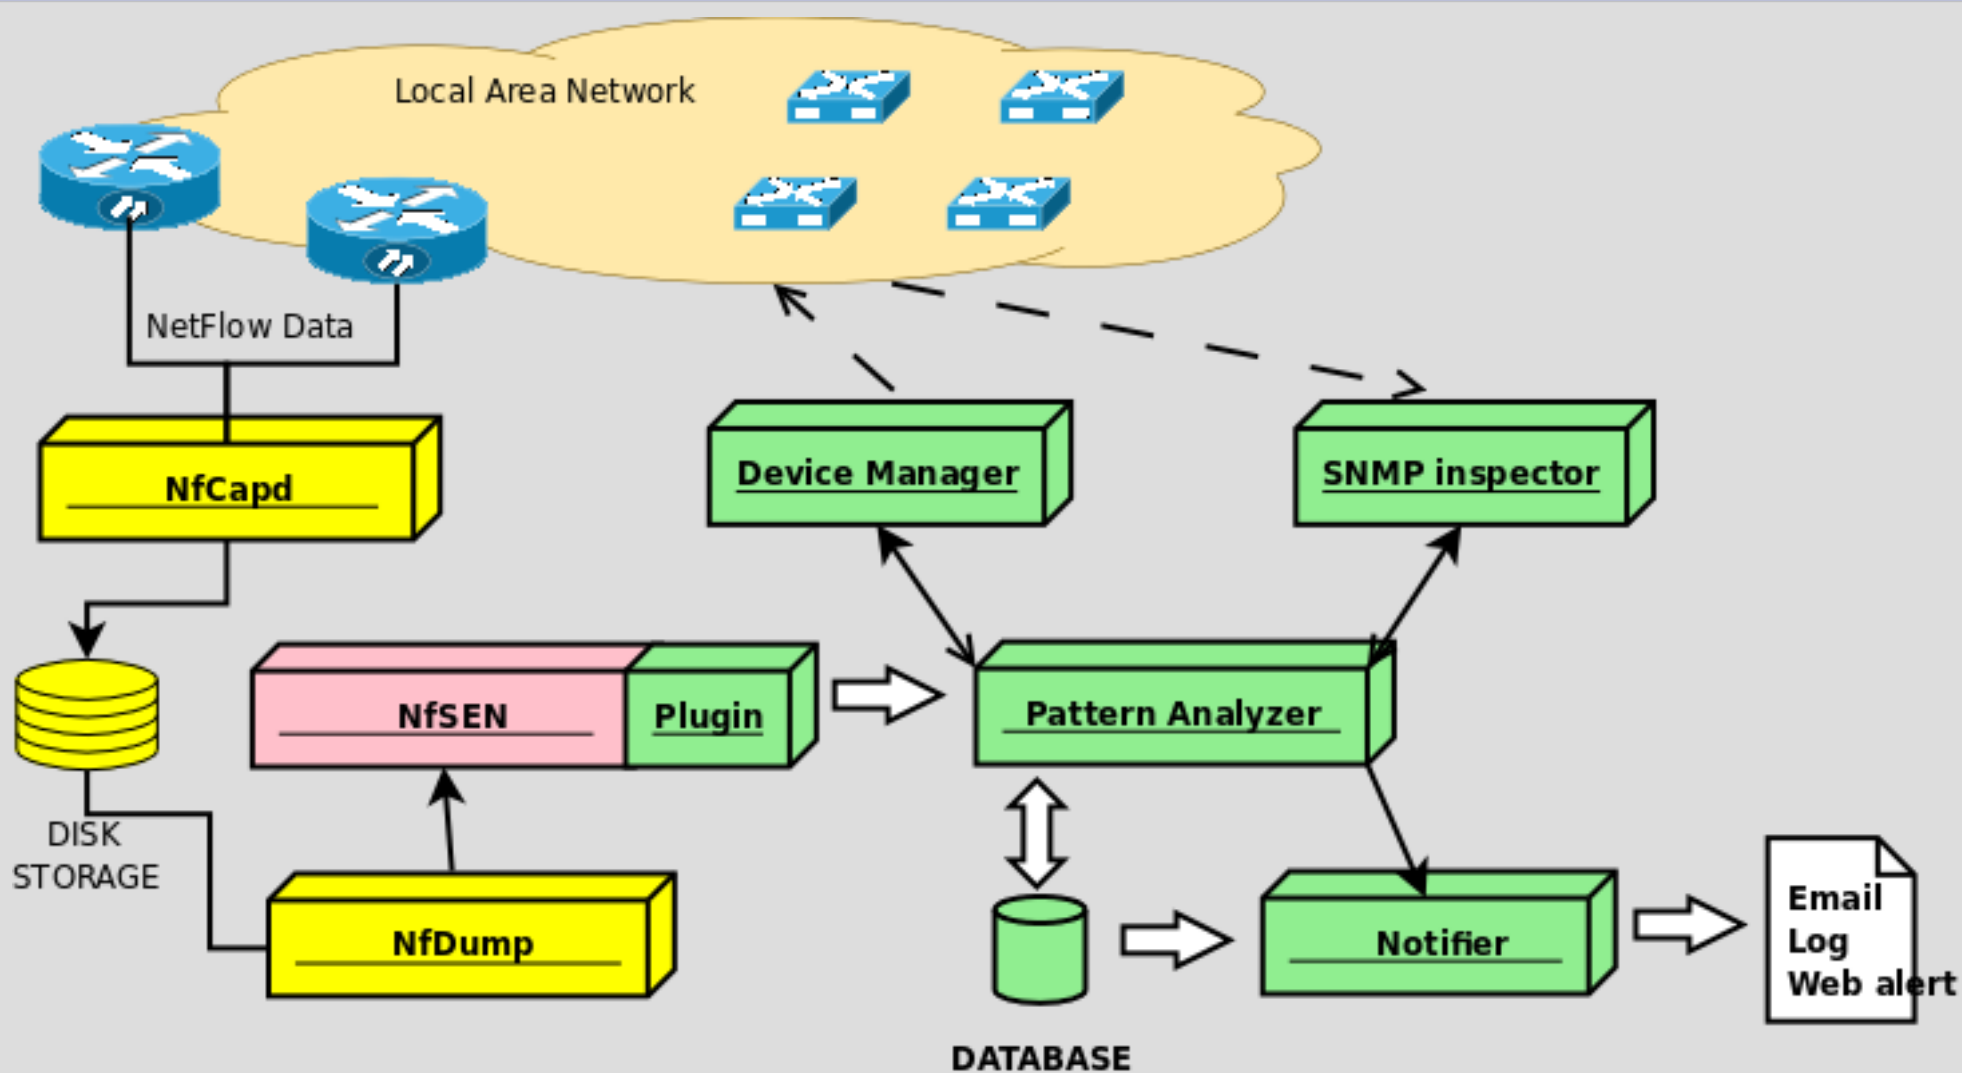 Local Area Network
NetFlow Data
NfCapd
Device Manager
SNMP inspector
NfSEN
Plugin
Pattern Analyzer
DISK
STORAGE
NfDump
Notifier
Email
Log
Web alert
DATABASE